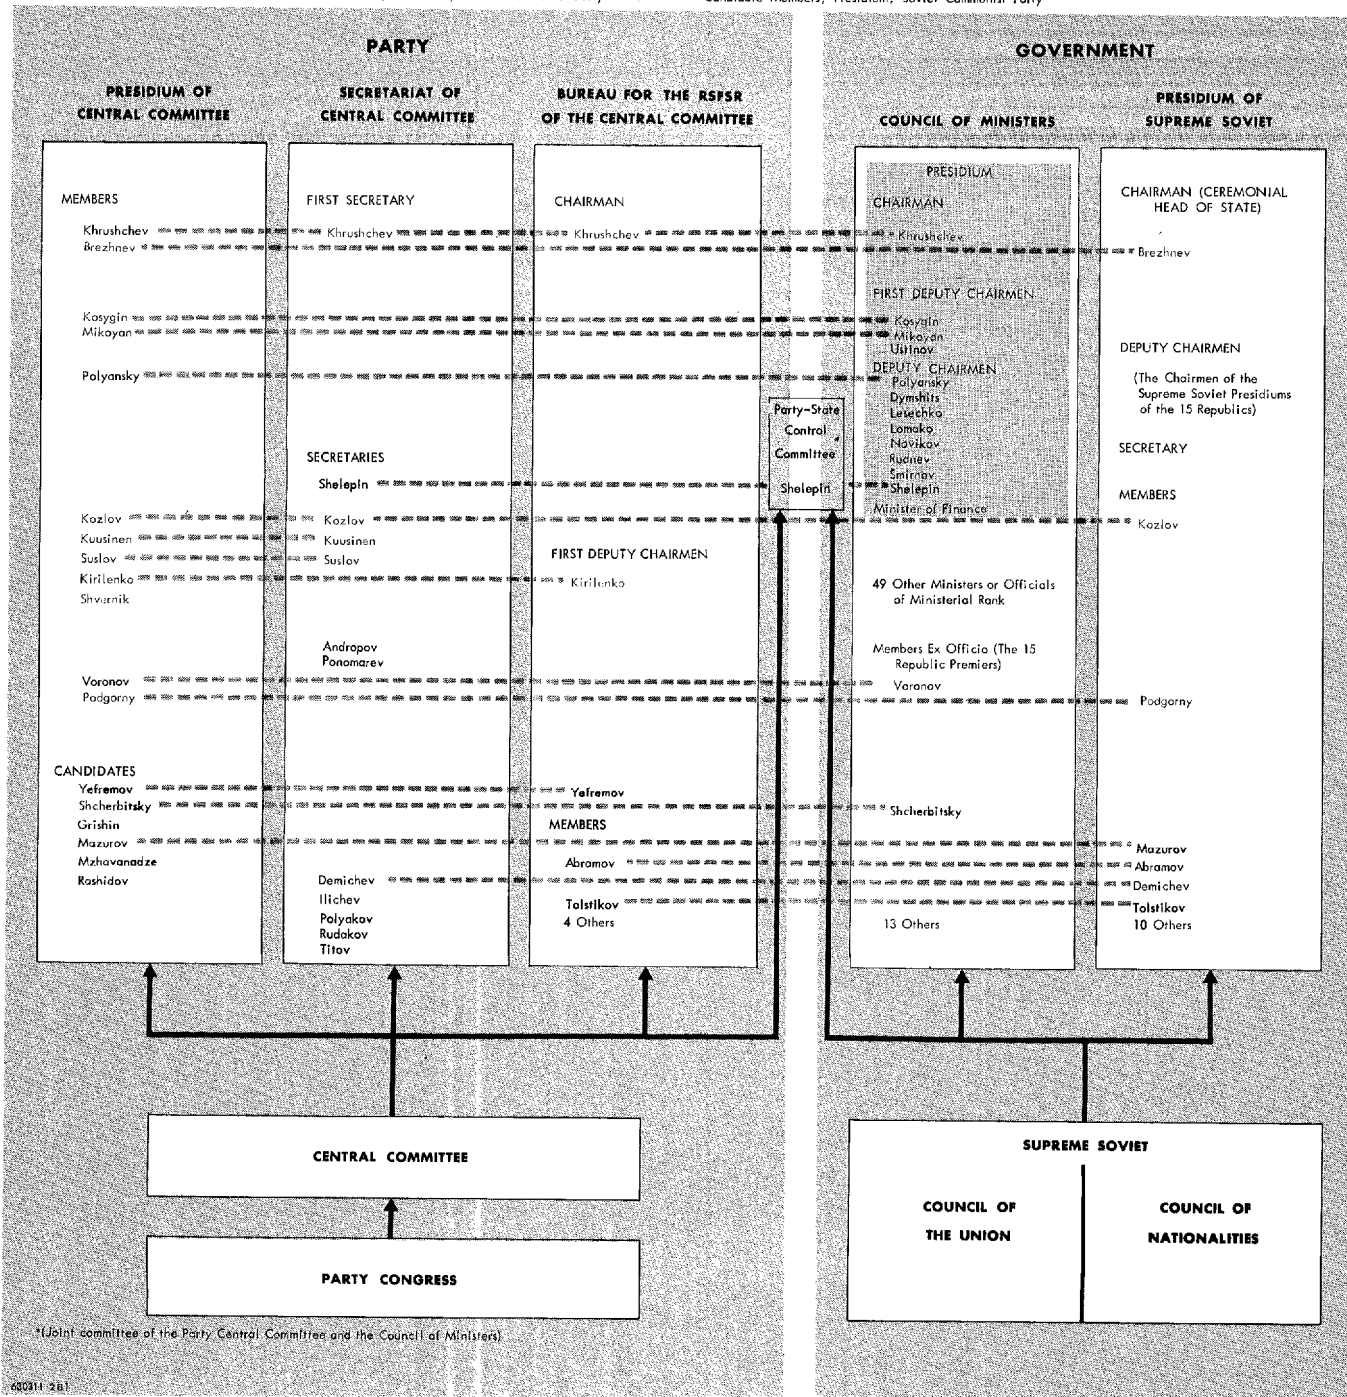 Candidate Members, Presidium, Soviet Communist Party
PARTY
PRESIDIUM OF
CENTRAL COMMITTEE
SECRETARIAT OF
CENTRAL COMMITTEE
BUREAU FOR THE RSFSR
OF THE CENTRAL COMMITTEE
MEMBERS
Khrushchev
Brezhnev
Kosygin
Mikoyan
Polyansky
Kozlov
Kuusinen
Suslov
Kirilenko
Shvernik
Voronov
Podgorny
CANDIDATES
Yefremov
Shcherbitsky
Grishin
Mazurov
Mzhavanadze
Rashidov
FIRST SECRETARY
Khrushchev
SECRETARIES
Shelepin
Kozlov
Kuusinen
Suslov
Andropov
Ponomarev
Demichev
Ilichev
Polyakov
Rudakov
Titov
CHAIRMAN
Khrushchev
FIRST DEPUTY CHAIRMEN
Kirilenko
Yefremov
MEMBERS
Abramov
Tolstikov
4 Others
Party-State
Control
Committee
Shelepin
GOVERNMENT
COUNCIL OF MINISTERS
PRESIDIUM OF
SUPREME SOVIET
PRESIDIUM
CHAIRMAN
Khrushchev
FIRST DEPUTY CHAIRMEN
Kosygin
Mikoyan
Ustinov
DEPUTY CHAIRMEN
Polyansky
Dymshits
Lesechko
Lomako
Novikov
Rudnev
Smirnov
Shelepin
Minister of Finance
49 Other Ministers or Officials
of Ministerial Rank
Members Ex Officio (The 15
Republic Premiers)
Voronov
Shcherbitsky
13 Others
CHAIRMAN (CEREMONIAL
HEAD OF STATE)
Brezhnev
DEPUTY CHAIRMEN
(The Chairmen of the
Supreme Soviet Presidiums
of the 15 Republics)
SECRETARY
MEMBERS
Kozlov
Podgorny
Mazurov
Abramov
Demichev
Tolstikov
10 Others
CENTRAL COMMITTEE
PARTY CONGRESS
SUPREME SOVIET
COUNCIL OF
THE UNION
COUNCIL OF
NATIONALITIES
*(Joint committee of the Party Central Committee and the Council of Ministers)